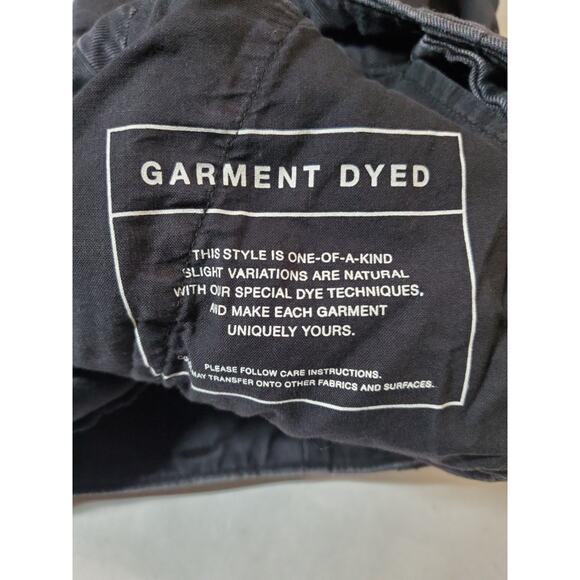 GARMENT DYED
THIS STYLE IS ONE-OF-A-KIND
SLIGHT VARIATIONS ARE NATURAL
WITH OUR SPECIAL DYE TECHNIQUES,
AND MAKE EACH GARMENT
UNIQUELY YOURS.
PLEASE FOLLOW CARE INSTRUCTIONS.
MAY TRANSFER ONTO OTHER FABRICS AND SURFACES.